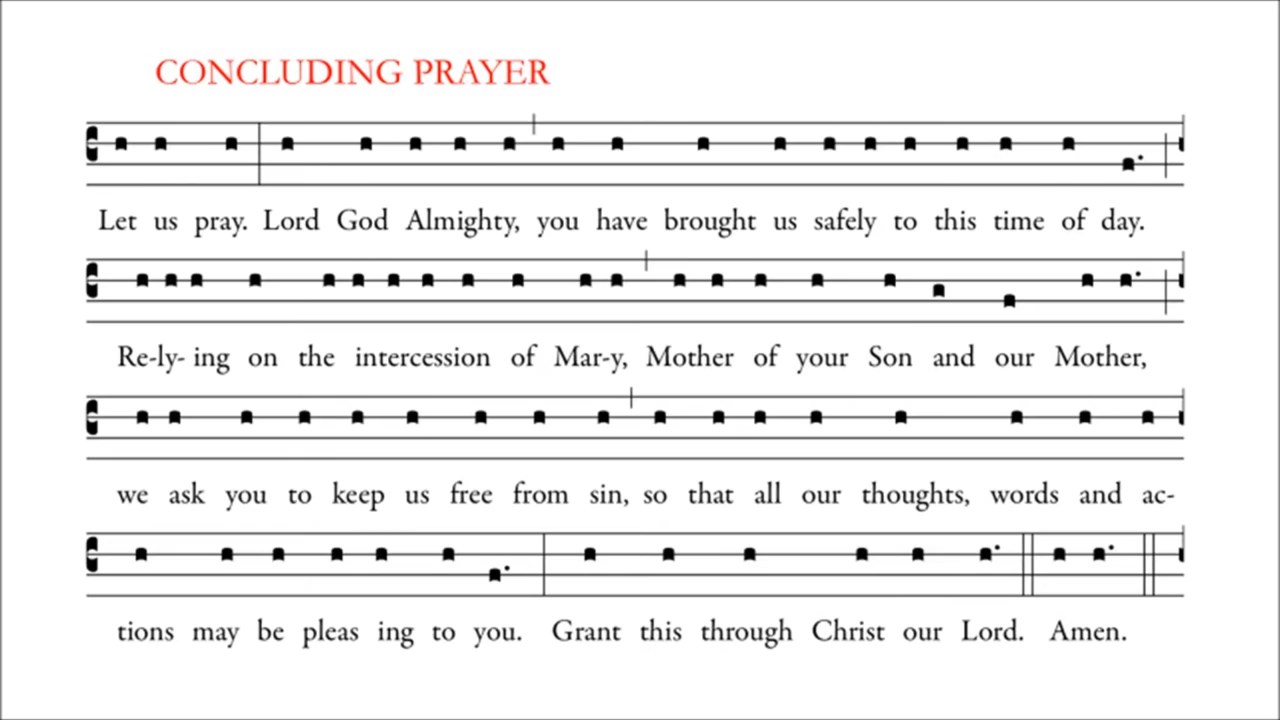 CONCLUDING PRAYER
Let us pray. Lord God Almighty, you have brought us safely to this time of day.
Re-ly- ing on the intercession of Mar-y, Mother of your Son and our Mother,
we ask you to keep us free from sin, so that all our thoughts, words and ac-
tions may be pleas ing to you. Grant this through Christ our Lord. Amen.